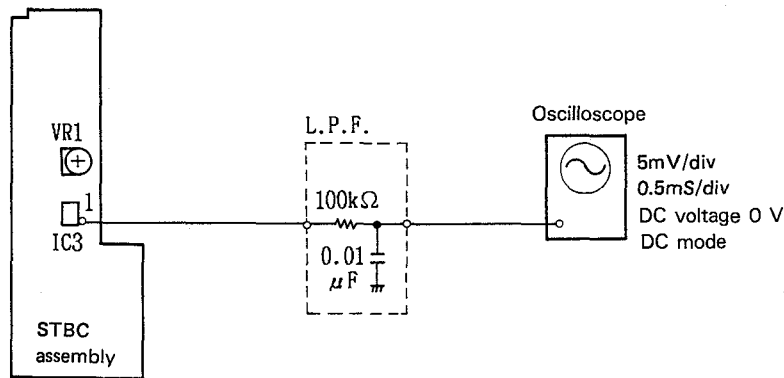 VR1
1
IC3
STBC
assembly
L.P.F.
100kΩ
0.01
μF
Oscilloscope
5mV/div
0.5mS/div
DC voltage 0 V
DC mode